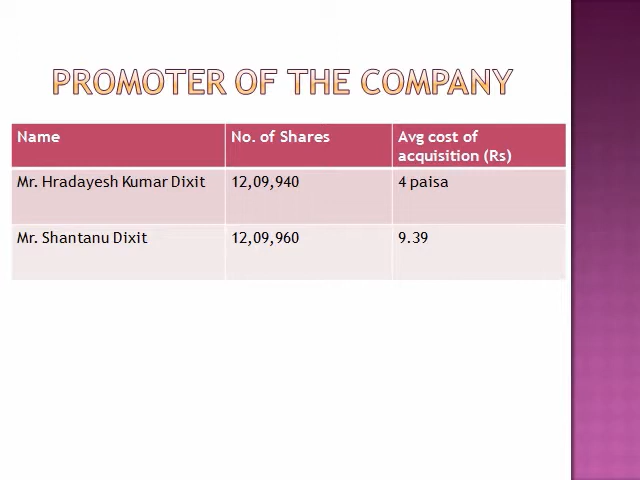 PROMOTER OF THE COMPANY
Name No. of Shares Avg cost of
acquisition (Rs)
Mr. Hradayesh Kumar Dixit 12,09,940 4 paisa
Mr. Shantanu Dixit 12,09,960 9.39